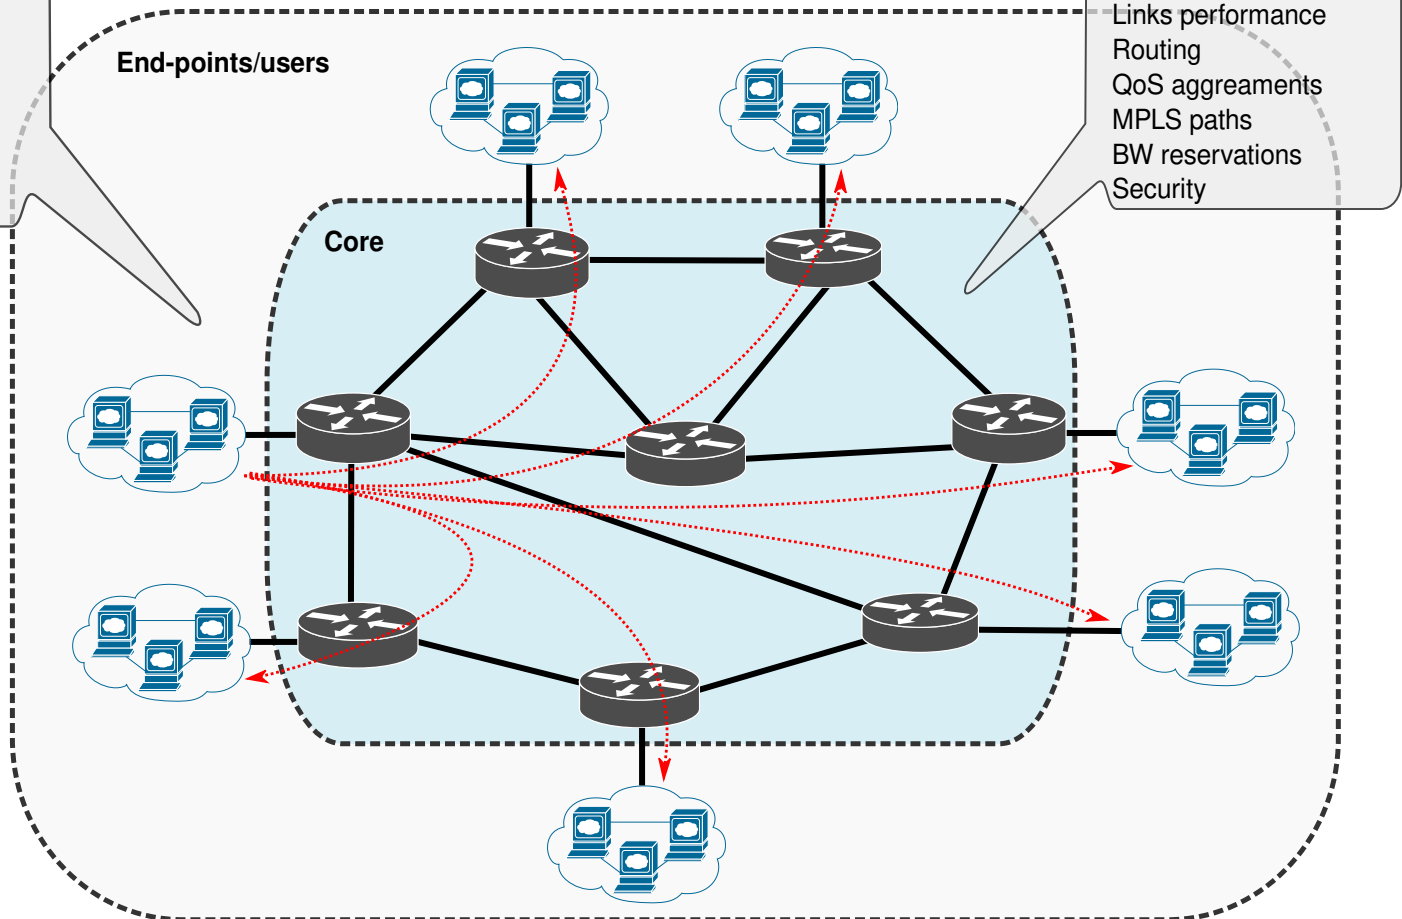 Links performance
End-points/users
Routing
QoS aggreaments
MPLS paths
BW reservations
Security
Core